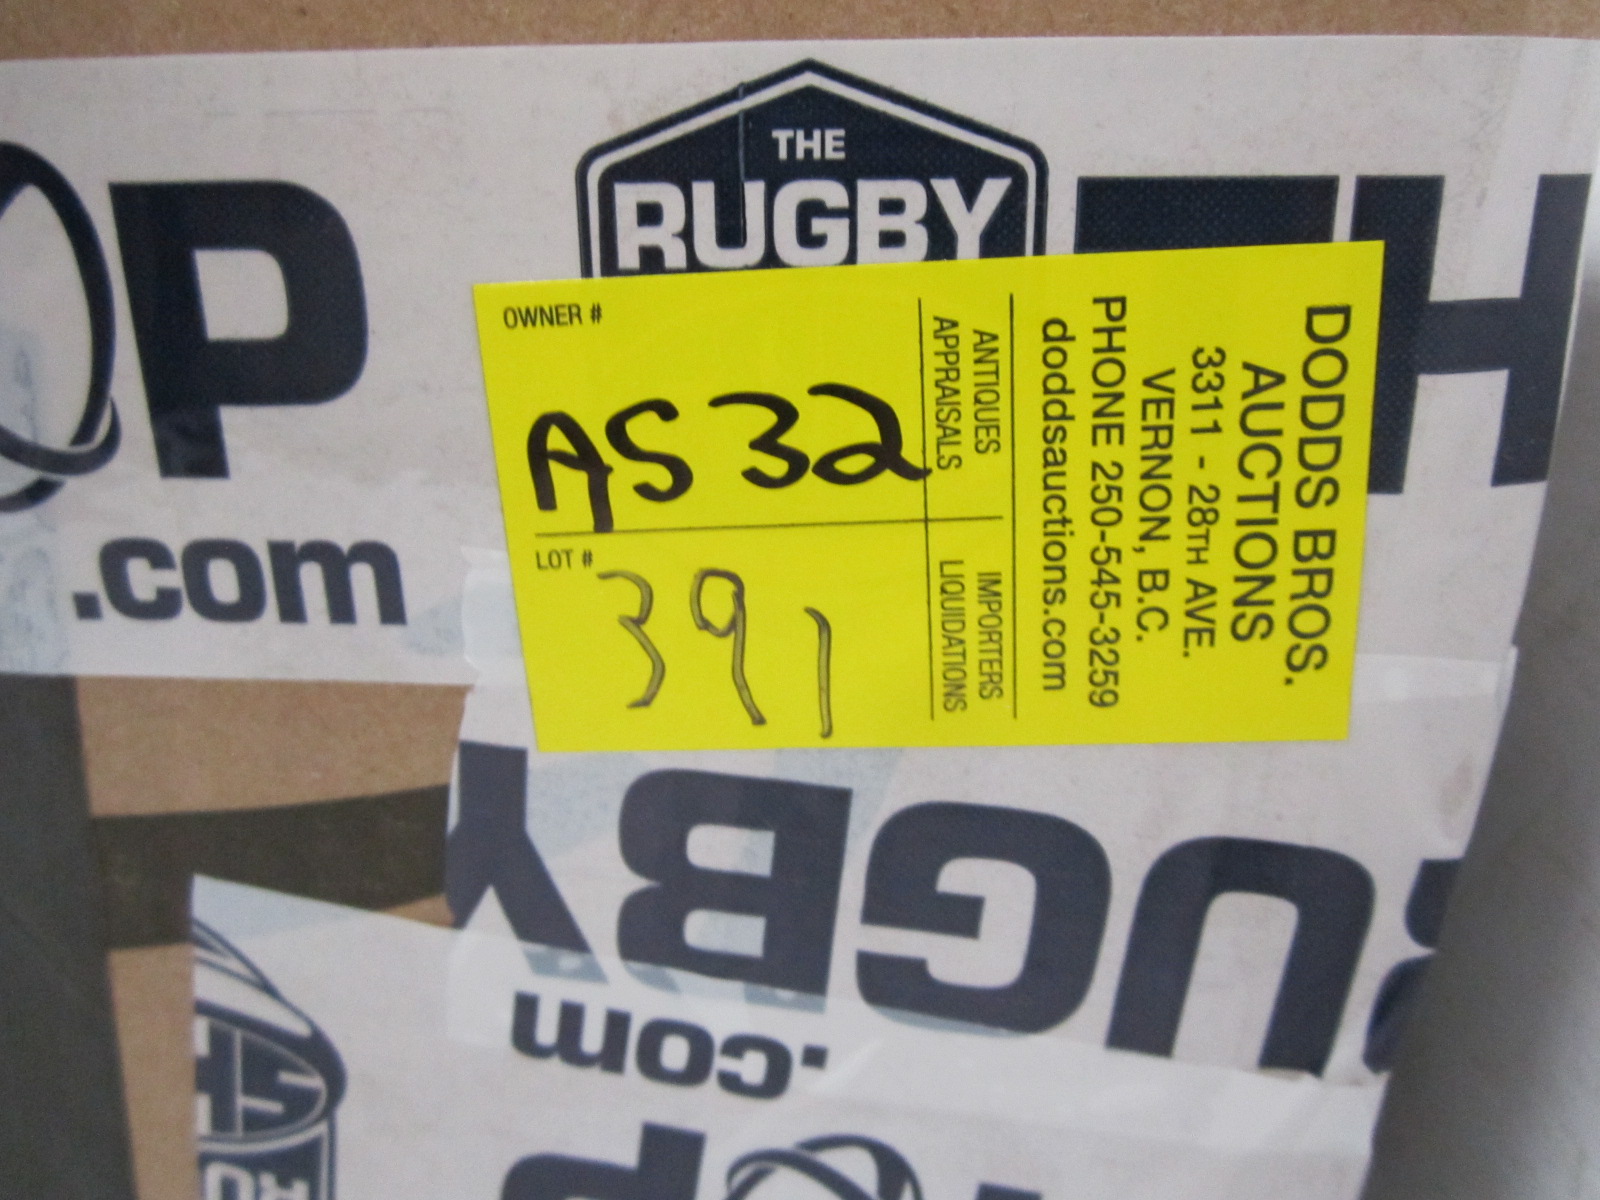 THE
RUGBY
P
TH
.com
OWNER #
AS32
LOT #
391
ANTIQUES
APPRAISALS
IMPORTERS
LIQUIDATIONS
DODDS BROS.
AUCTIONS
3311 - 28TH AVE.
VERNON, B.C.
PHONE 250-545-3259
doddsauctions.com
UGBY
.com
OP